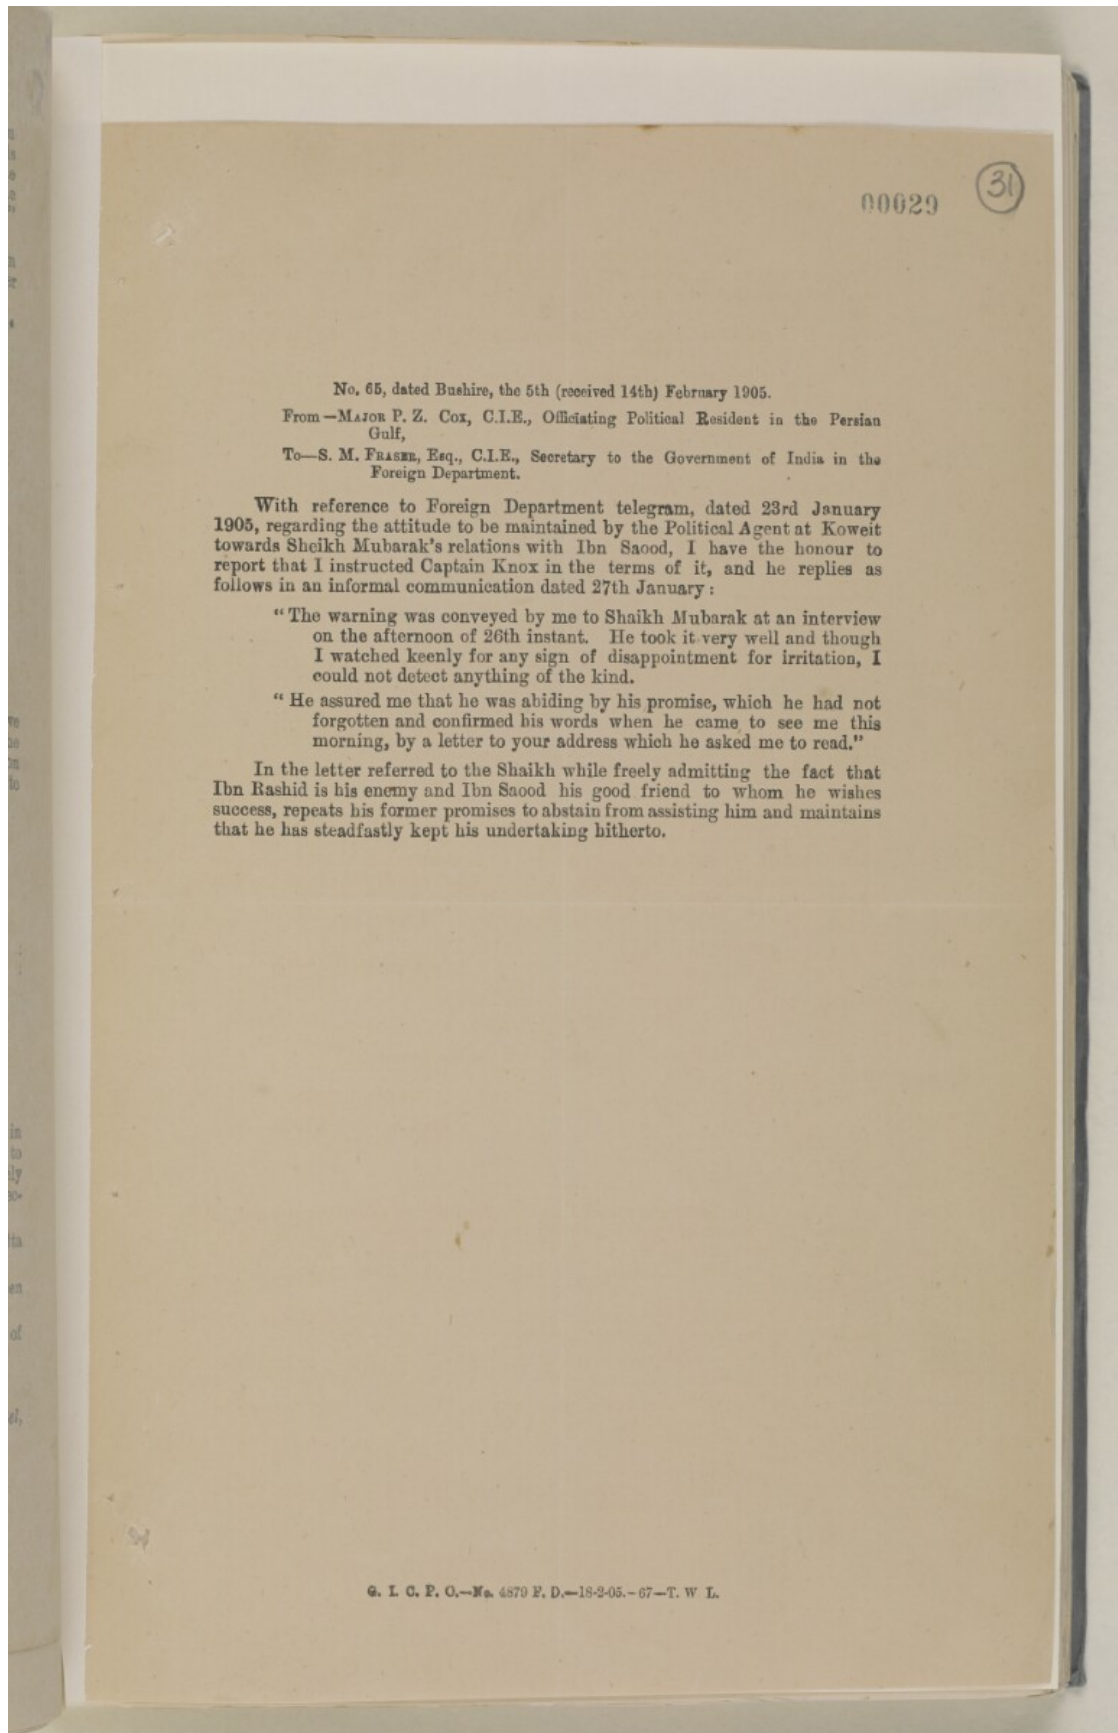 31
00029
No. 65, dated Bushire, the 5th (received 14th) February 1905.
From—MAJOR P. Z. COX, C.I.E., Officiating Political Resident in the Persian
Gulf,
To—S. M. FRASER, Esq., C.I.E., Secretary to the Government of India in the
Foreign Department.
With reference to Foreign Department telegram, dated 23rd January
1905, regarding the attitude to be maintained by the Political Agent at Koweit
towards Sheikh Mubarak's relations with Ibn Saood, I have the honour to
report that I instructed Captain Knox in the terms of it, and he replies as
follows in an informal communication dated 27th January:
"The warning was conveyed by me to Shaikh Mubarak at an interview
on the afternoon of 26th instant. He took it very well and though
I watched keenly for any sign of disappointment for irritation, I
could not detect anything of the kind.
"He assured me that he was abiding by his promise, which he had not
forgotten and confirmed his words when he came to see me this
morning, by a letter to your address which he asked me to read."
In the letter referred to the Shaikh while freely admitting the fact that
Ibn Rashid is his enemy and Ibn Saood his good friend to whom he wishes
success, repeats his former promises to abstain from assisting him and maintains
that he has steadfastly kept his undertaking hitherto.
G. I. C. P. O.—No. 4879 F. D.—18-2-05.—67—T. W L.